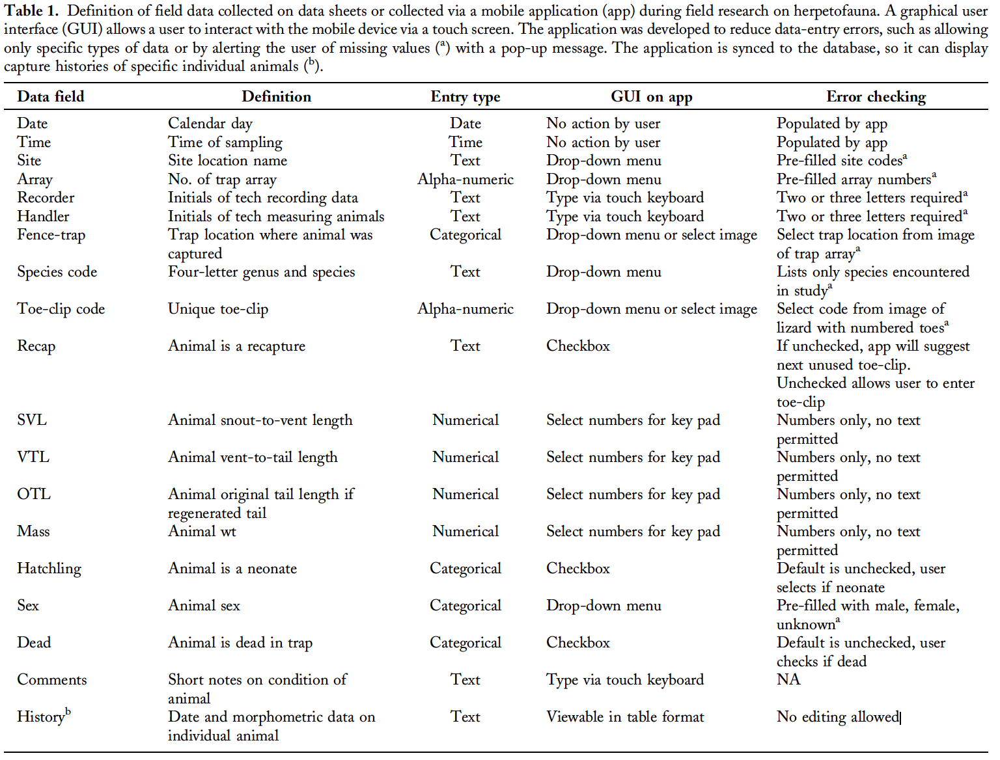 Table 1. Definition of field data collected on data sheets or collected via a mobile application (app) during field research on herpetofauna. A graphical user
interface (GUI) allows a user to interact with the mobile device via a touch screen. The application was developed to reduce data-entry errors, such as allowing
only specific types of data or by alerting the user of missing values (a) with a pop-up message. The application is synced to the database, so it can display
capture histories of specific individual animals (b).
Data field Definition Entry type GUI on app Error checking
Date Calendar day Date No action by user Populated by app
Time Time of sampling Time No action by user Populated by app
Site Site location name Text Drop-down menu Pre-filled site codesa
Array No. of trap array Alpha-numeric Drop-down menu Pre-filled array numbersa
Recorder Initials of tech recording data Text Type via touch keyboard Two or three letters requireda
Handler Initials of tech measuring animals Text Type via touch keyboard Two or three letters requireda
Fence-trap Trap location where animal was Categorical Drop-down menu or select image Select trap location from image
captured of trap arraya
Species code Four-letter genus and species Text Drop-down menu Lists only species encountered
in studya
Toe-clip code Unique toe-clip Alpha-numeric Drop-down menu or select image Select code from image of
lizard with numbered toesa
Recap Animal is a recapture Text Checkbox If unchecked, app will suggest
next unused toe-clip.
Unchecked allows user to enter
toe-clip
SVL Animal snout-to-vent length Numerical Select numbers for key pad Numbers only, no text
permitted
VTL Animal vent-to-tail length Numerical Select numbers for key pad Numbers only, no text
permitted
OTL Animal original tail length if Numerical Select numbers for key pad Numbers only, no text
regenerated tail permitted
Mass Animal wt Numerical Select numbers for key pad Numbers only, no text
permitted
Hatchling Animal is a neonate Categorical Checkbox Default is unchecked, user
selects if neonate
Sex Animal sex Categorical Drop-down menu Pre-filled with male, female,
unknowna
Dead Animal is dead in trap Categorical Checkbox Default is unchecked, user
checks if dead
Comments Short notes on condition of Text Type via touch keyboard NA
animal
Historyb Date and morphometric data on Text Viewable in table format No editing allowed
individual animal